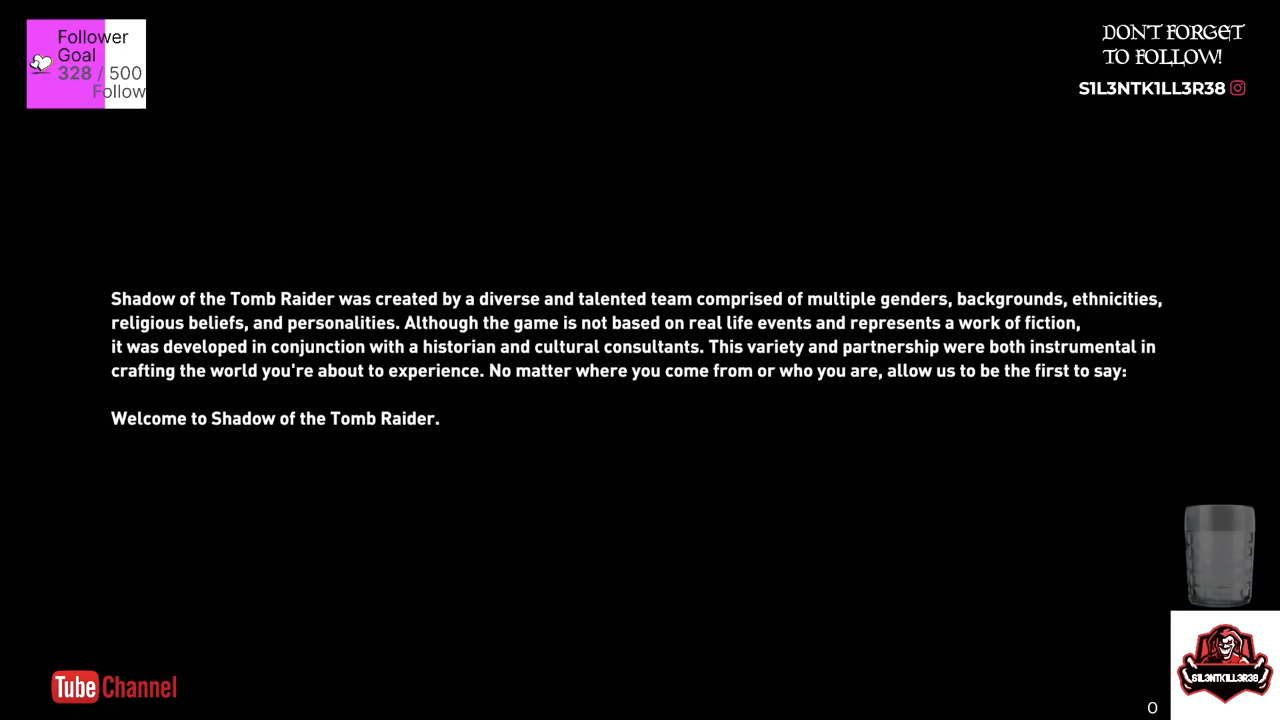 Follower
Goal
328 / 500
Follow
DONT FORGET
TO FOLLOW!
S1L3NTK1LL3R38
Shadow of the Tomb Raider was created by a diverse and talented team comprised of multiple genders, backgrounds, ethnicities,
religious beliefs, and personalities. Although the game is not based on real life events and represents a work of fiction,
it was developed in conjunction with a historian and cultural consultants. This variety and partnership were both instrumental in
crafting the world you're about to experience. No matter where you come from or who you are, allow us to be the first to say:
Welcome to Shadow of the Tomb Raider.
S1L3NTK1LL3R38
Tube Channel
0